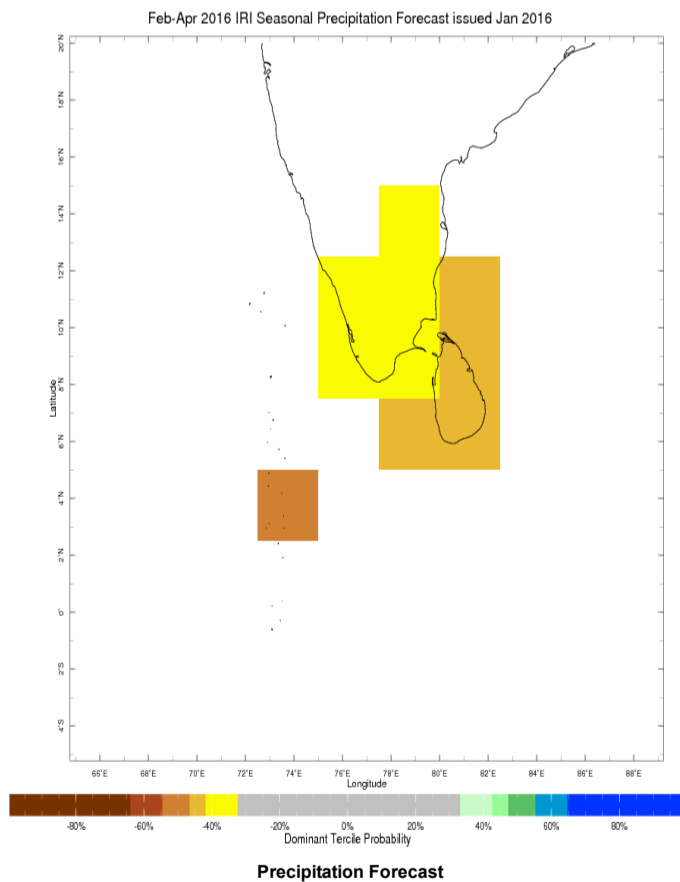 Feb-Apr 2016 IRI Seasonal Precipitation Forecast issued Jan 2016
20°N
18°N
16°N
14°N
12°N
10°N
8°N
6°N
4°N
2°N
0°
2°S
4°S
Latitude
66°E 68°E 70°E 72°E 74°E 76°E 78°E 80°E 82°E 84°E 86°E 88°E
Longitude
-80% -60% -40% -20% 0% 20% 40% 60% 80%
Dominant Tercile Probability
Precipitation Forecast